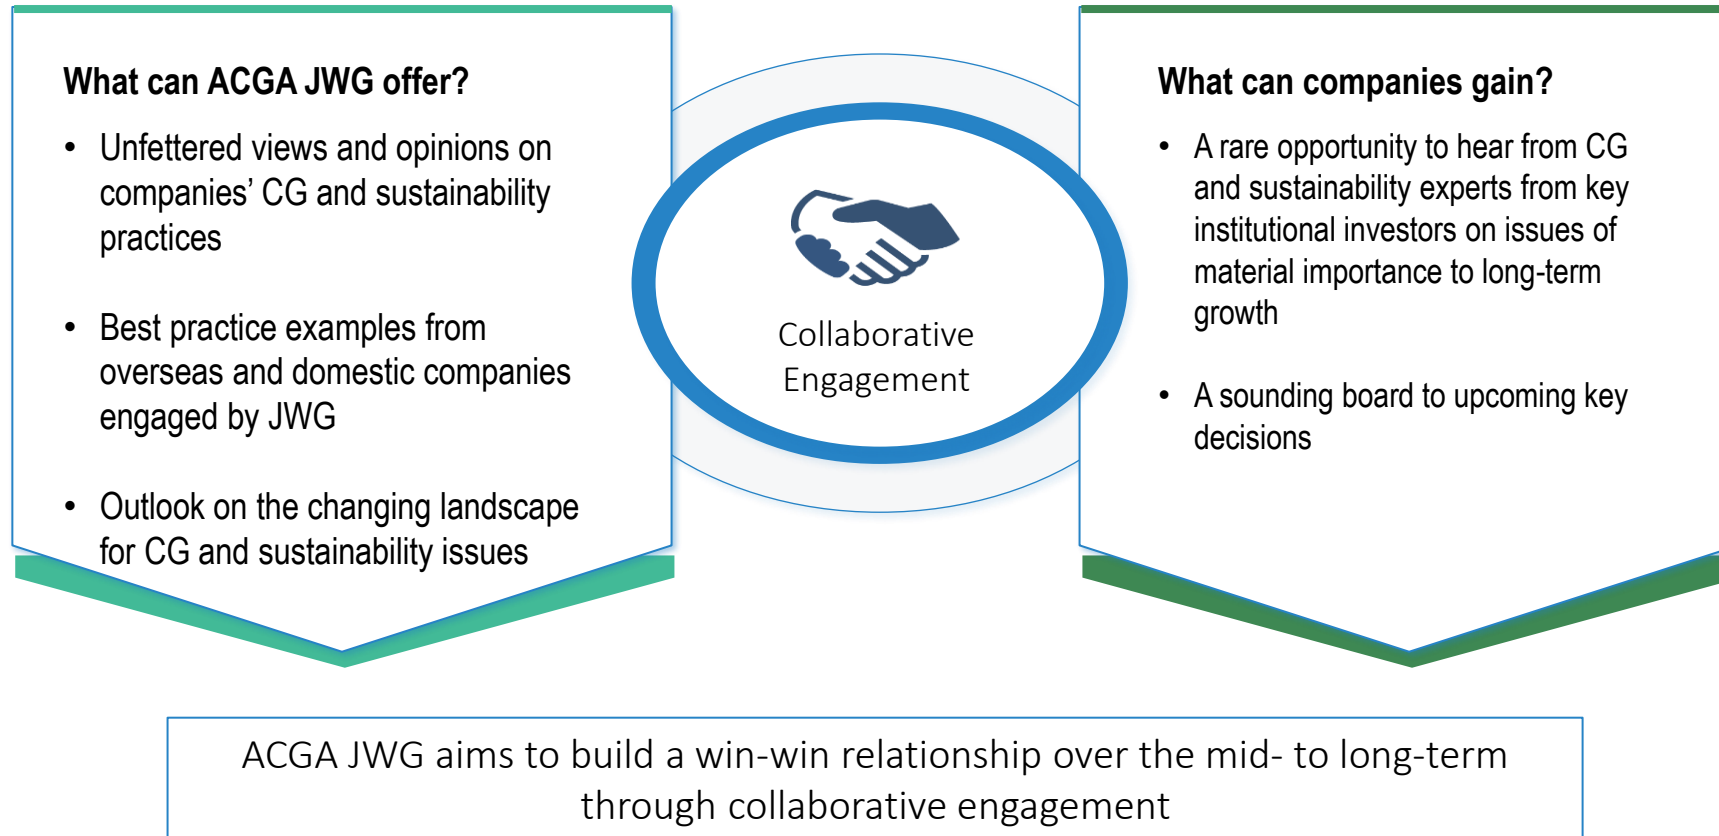 What can ACGA JWG offer?
• Unfettered views and opinions on
companies’ CG and sustainability
practices
• Best practice examples from
overseas and domestic companies
engaged by JWG
• Outlook on the changing landscape
for CG and sustainability issues
Collaborative
Engagement
What can companies gain?
• A rare opportunity to hear from CG
and sustainability experts from key
institutional investors on issues of
material importance to long-term
growth
• A sounding board to upcoming key
decisions
ACGA JWG aims to build a win-win relationship over the mid- to long-term
through collaborative engagement